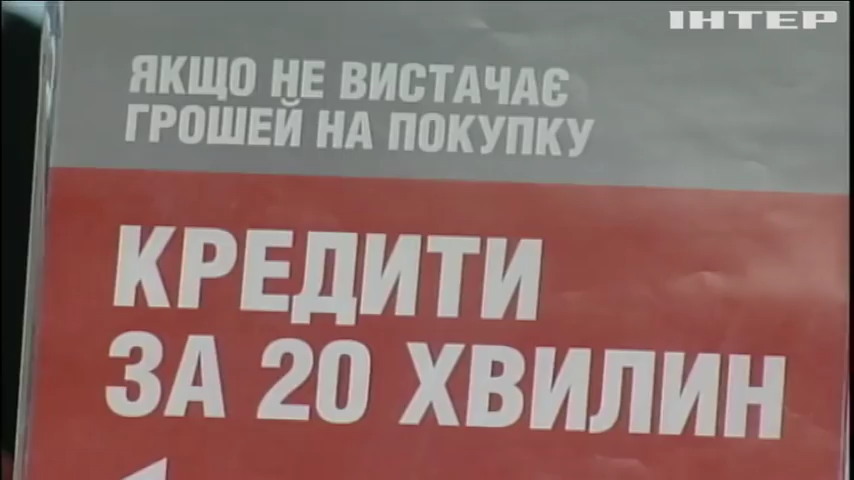 ІНТЕР
ЯКЩО НЕ ВИСТАЧАЄ
ГРОШЕЙ НА ПОКУПКУ
КРЕДИТИ
ЗА 20 ХВИЛИН